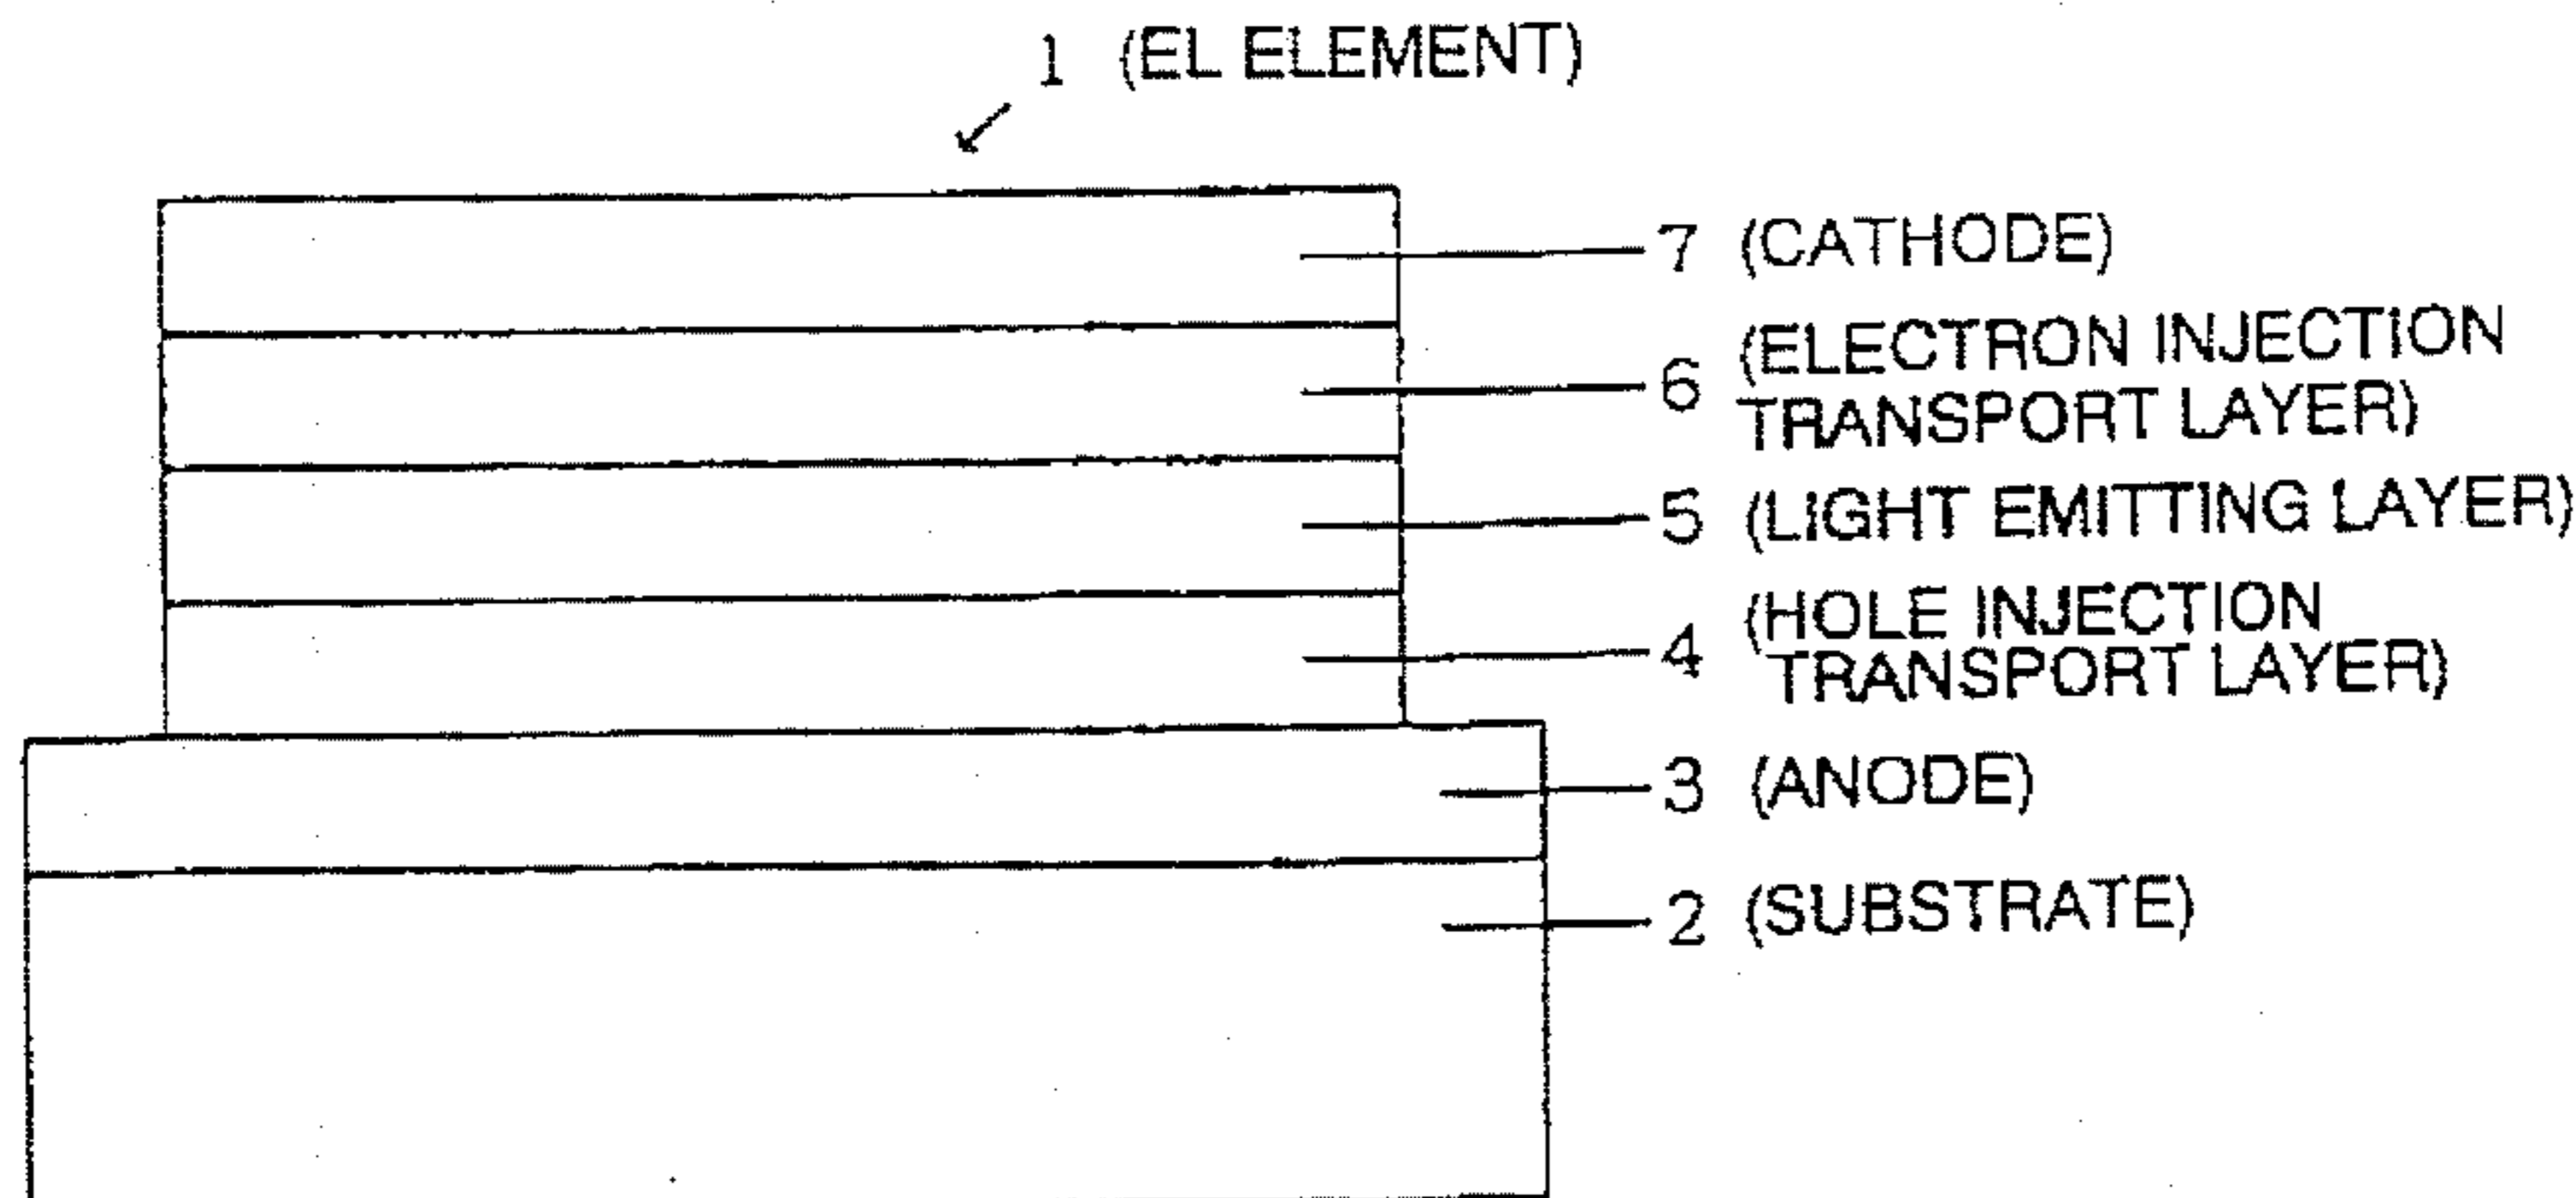 1 (EL ELEMENT)
7 (CATHODE)
6 (ELECTRON INJECTION
TRANSPORT LAYER)
5 (LIGHT EMITTING LAYER)
4 (HOLE INJECTION
TRANSPORT LAYER)
3 (ANODE)
2 (SUBSTRATE)